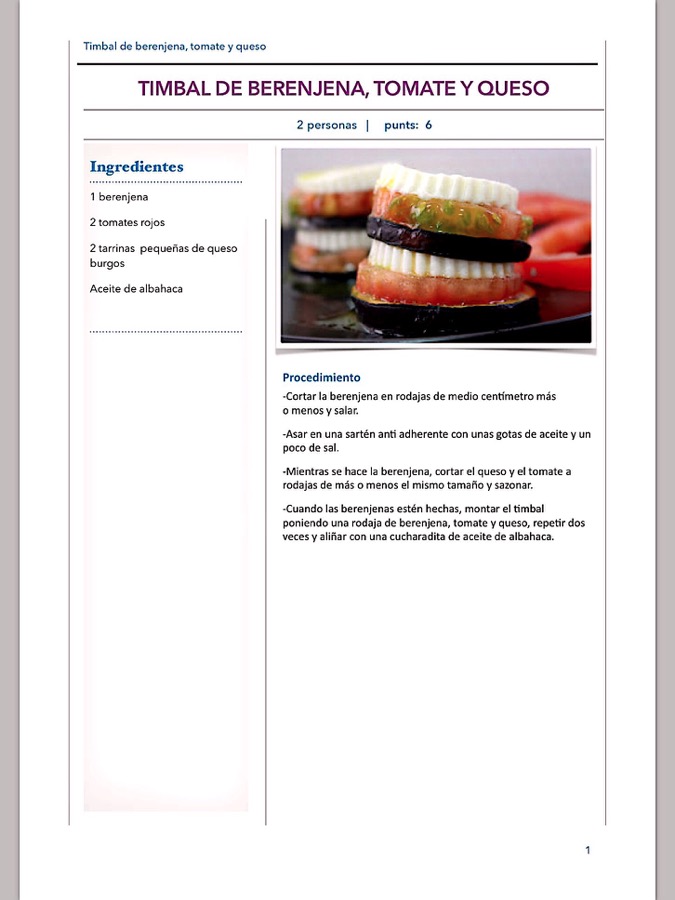 Timbal de berenjena, tomate y queso
TIMBAL DE BERENJENA, TOMATE Y QUESO
2 personas | punts: 6
Ingredientes
1 berenjena
2 tomates rojos
2 tarrinas pequeñas de queso
burgos
Aceite de albahaca
Procedimiento
-Cortar la berenjena en rodajas de medio centímetro más
o menos y salar.
-Asar en una sartén anti adherente con unas gotas de aceite y un
poco de sal.
-Mientras se hace la berenjena, cortar el queso y el tomate a
rodajas de más o menos el mismo tamaño y sazonar.
-Cuando las berenjenas estén hechas, montar el timbal
poniendo una rodaja de berenjena, tomate y queso, repetir dos
veces y aliñar con una cucharadita de aceite de albahaca.
1